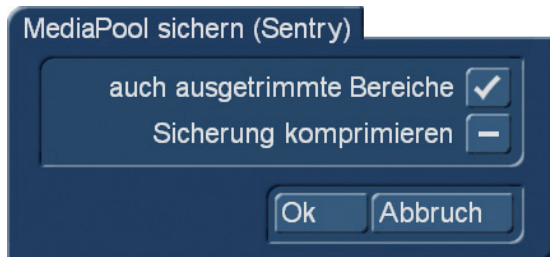 MediaPool sichern (Sentry)
auch ausgetrimmte Bereiche
Sicherung komprimieren
Ok Abbruch